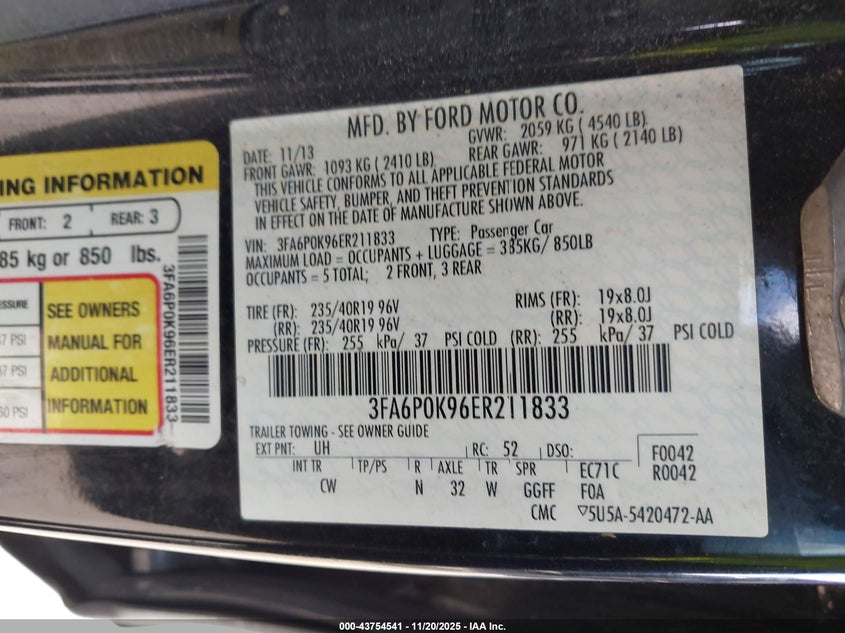 ING INFORMATION
FRONT: 2 REAR: 3
85 kg or 850 lbs.
ESSURE
37 PSI
37 PSI
60 PSI
SEE OWNERS
MANUAL FOR
ADDITIONAL
INFORMATION
3FA6P0K96ER211833
MFD. BY FORD MOTOR CO.
DATE: 11/13 GVWR: 2059 KG ( 4540 LB)
FRONT GAWR: 1093 KG ( 2410 LB) REAR GAWR: 971 KG ( 2140 LB)
THIS VEHICLE CONFORMS TO ALL APPLICABLE FEDERAL MOTOR
VEHICLE SAFETY, BUMPER, AND THEFT PREVENTION STANDARDS
IN EFFECT ON THE DATE OF MANUFACTURE SHOWN ABOVE.
VIN: 3FA6P0K96ER211833 TYPE: Passenger Car
MAXIMUM LOAD = OCCUPANTS + LUGGAGE = 385KG/ 850LB
OCCUPANTS = 5 TOTAL; 2 FRONT, 3 REAR
TIRE (FR): 235/40R19 96V RIMS (FR): 19x8.0J
(RR): 235/40R19 96V (RR): 19x8.0J
PRESSURE (FR): 255 kPa/ 37 PSI COLD (RR): 255 kPa/ 37 PSI COLD
3FA6P0K96ER211833
TRAILER TOWING - SEE OWNER GUIDE
EXT PNT: UH RC: 52 DSO: F0042
R0042
INT TR TP/PS R AXLE TR SPR EC71C
CW N 32 W GGFF F0A
CMC ▽5U5A-5420472-AA
000-43754541 - 11/20/2025 - IAA Inc.